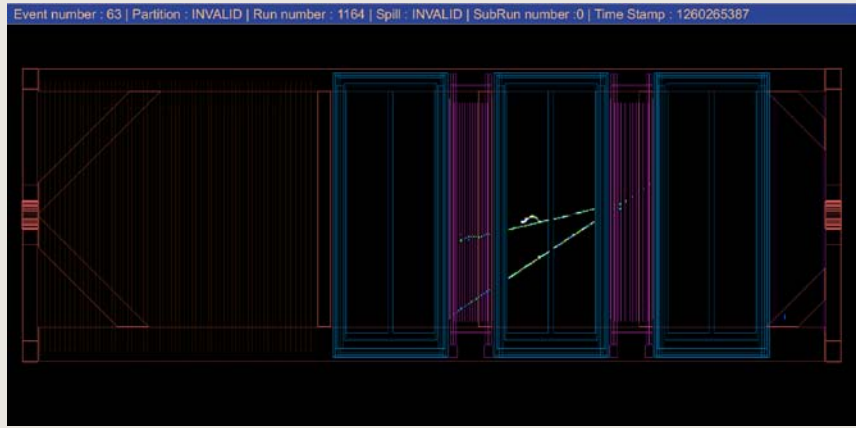 Event number : 63 | Partition : INVALID | Run number : 1164 | Spill : INVALID | SubRun number :0 | Time Stamp : 1260265387